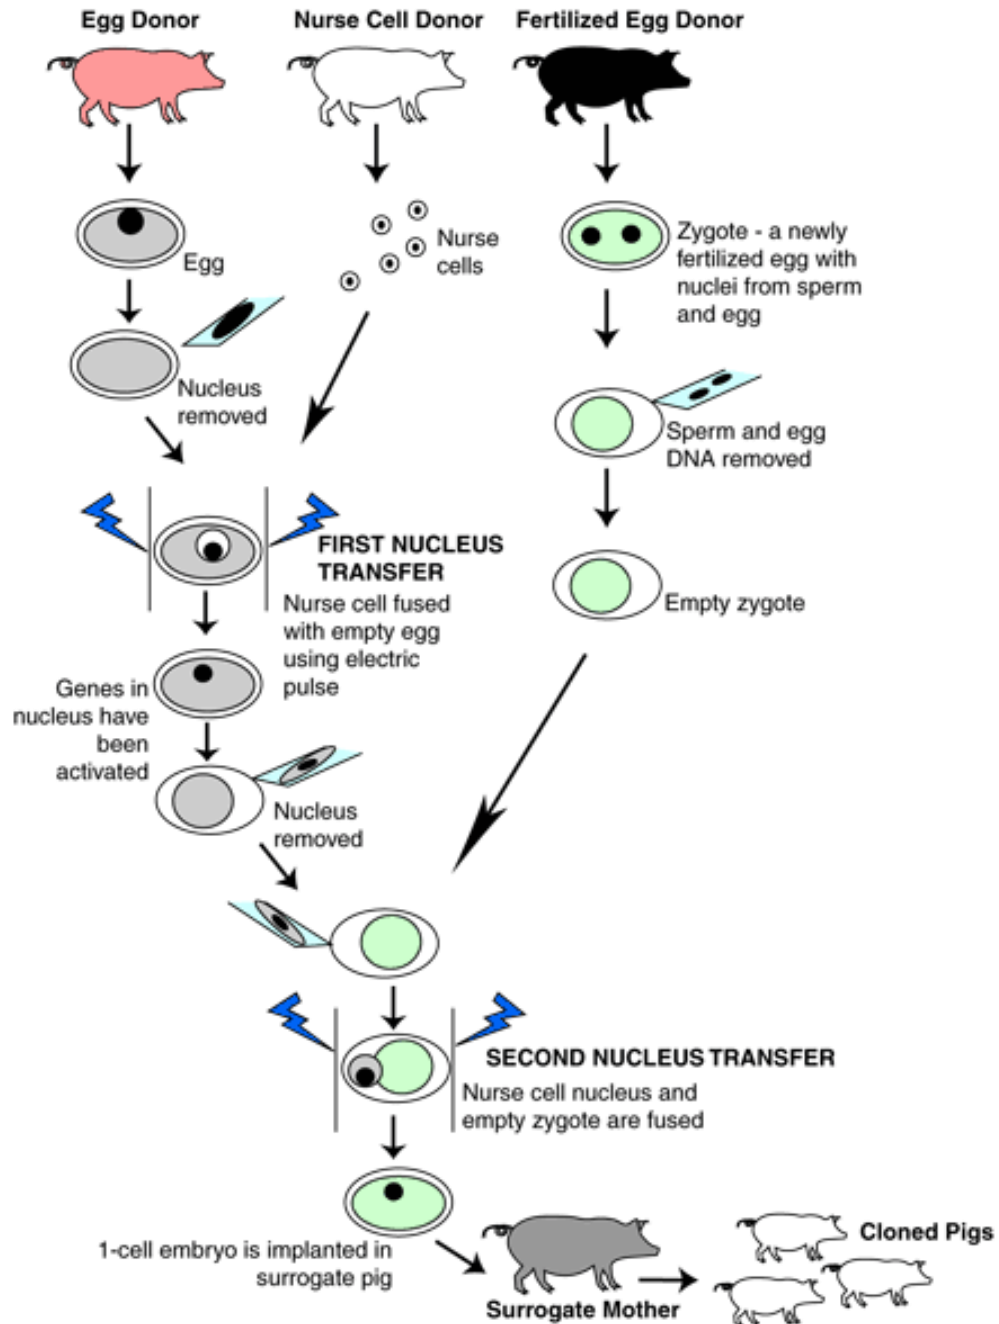 Egg Donor
Nurse Cell Donor
Fertilized Egg Donor
Egg
Nurse
cells
Zygote - a newly
fertilized egg with
nuclei from sperm
and egg
Nucleus
removed
Sperm and egg
DNA removed
FIRST NUCLEUS
TRANSFER
Nurse cell fused
with empty egg
using electric
pulse
Empty zygote
Genes in
nucleus have
been
activated
Nucleus
removed
SECOND NUCLEUS TRANSFER
Nurse cell nucleus and
empty zygote are fused
1-cell embryo is implanted in
surrogate pig
Surrogate Mother
Cloned Pigs